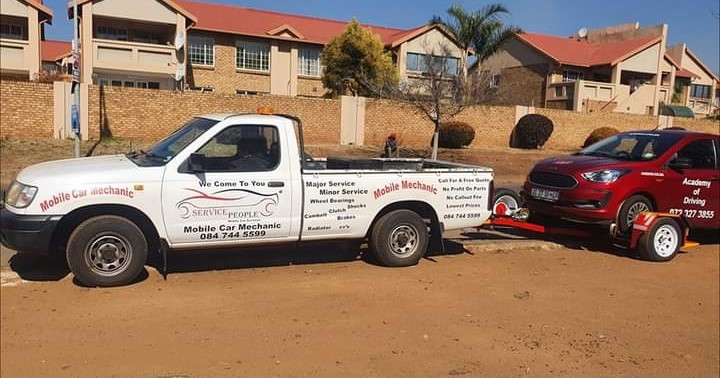 Mobile Car Mechanic
We Come To You
SERVICE PEOPLE
Mobile Car Mechanic
084 744 5599
Major Service
Minor Service
Wheel Bearings
Shocks
Clutch
Cambelt
Brakes
Radiator
cv's
Mobile Mechanic
Call For A Free Quote
No Profit On Parts
No Callout Fee
Lowest Prices
084 744 5599
Academy
of
Driving
072 327 3855